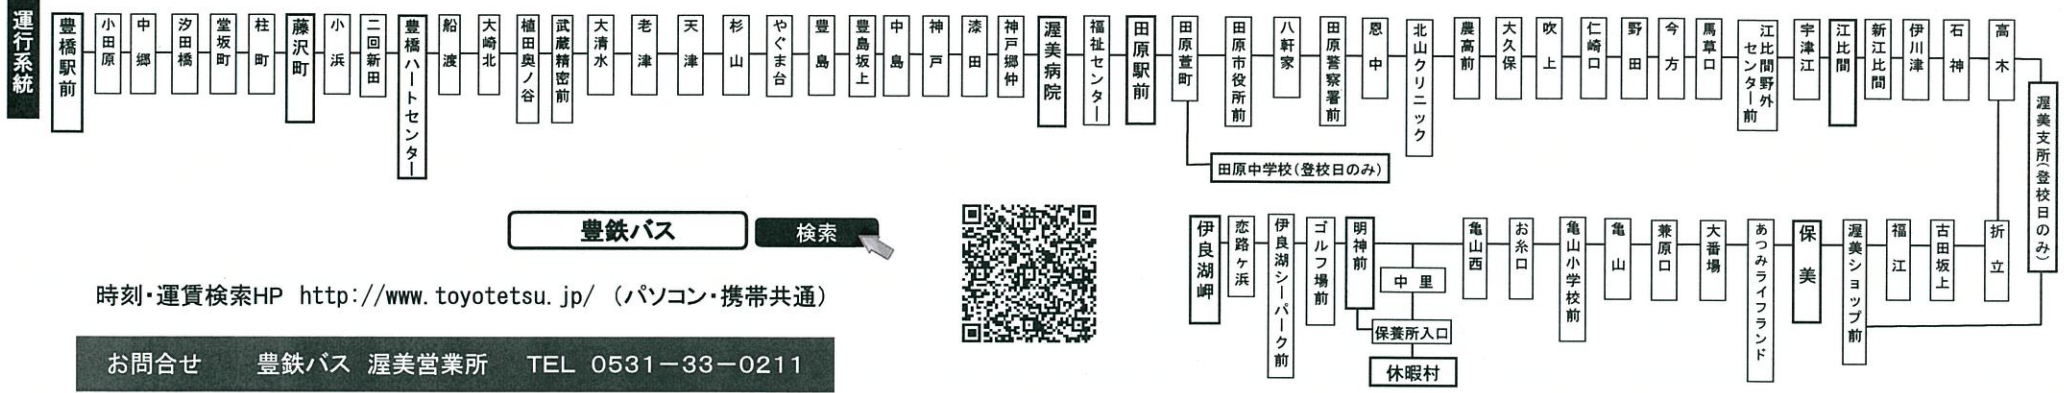 運行系統
豊橋駅前
小田原
中郷
汐田橋
堂坂町
柱町
藤沢町
小浜
二回新田
豊橋ハートセンター
船渡
大崎北
植田奥ノ谷
武蔵精密前
大清水
老津
天津
杉山
やぐま台
豊島
豊島坂上
中島
神戸
漆田
神戸郷仲
渥美病院
福祉センター
田原駅前
田原萱町
田原市役所前
八軒家
田原警察署前
恩中
北山クリニック
農高前
大久保
吹上
仁崎口
野田
今方
馬草口
江比間野外
センター前
宇津江
江比間
新江比間
伊川津
石神
高木
渥美支所(登校日のみ)
田原中学校(登校日のみ)
折立
古田坂上
福江
渥美ショップ前
保美
あつみライフランド
大番場
兼原口
亀山
亀山小学校前
お糸口
亀山西
中里
保養所入口
休暇村
明神前
ゴルフ場前
伊良湖シーパーク前
恋路ヶ浜
伊良湖岬
豊鉄バス 検索
時刻・運賃検索HP http://www.toyotetsu.jp/ (パソコン・携帯共通)
お問合せ 豊鉄バス 渥美営業所 TEL 0531-33-0211